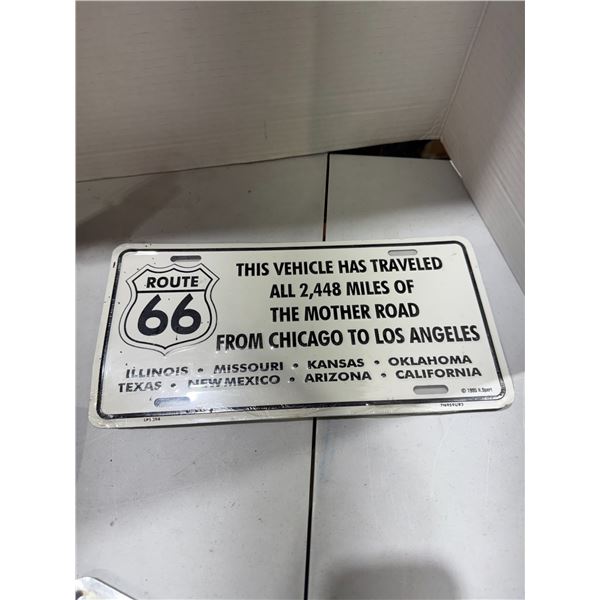 ROUTE
66
THIS VEHICLE HAS TRAVELED
ALL 2,448 MILES OF
THE MOTHER ROAD
FROM CHICAGO TO LOS ANGELES
ILLINOIS • MISSOURI • KANSAS • OKLAHOMA
TEXAS • NEW MEXICO • ARIZONA • CALIFORNIA